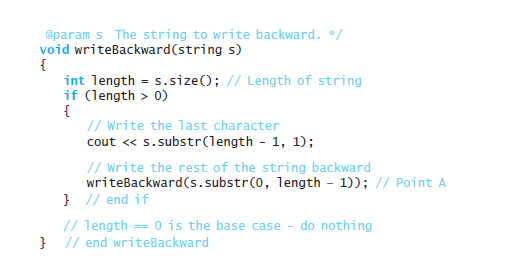 @param s The string to write backward. */
void writeBackward(string s)
{
int length = s.size(); // Length of string
if (length > 0)
{
// Write the last character
cout << s.substr(length - 1, 1);
// Write the rest of the string backward
writeBackward(s.substr(0, length - 1)); // Point A
} // end if
// length == 0 is the base case - do nothing
} // end writeBackward